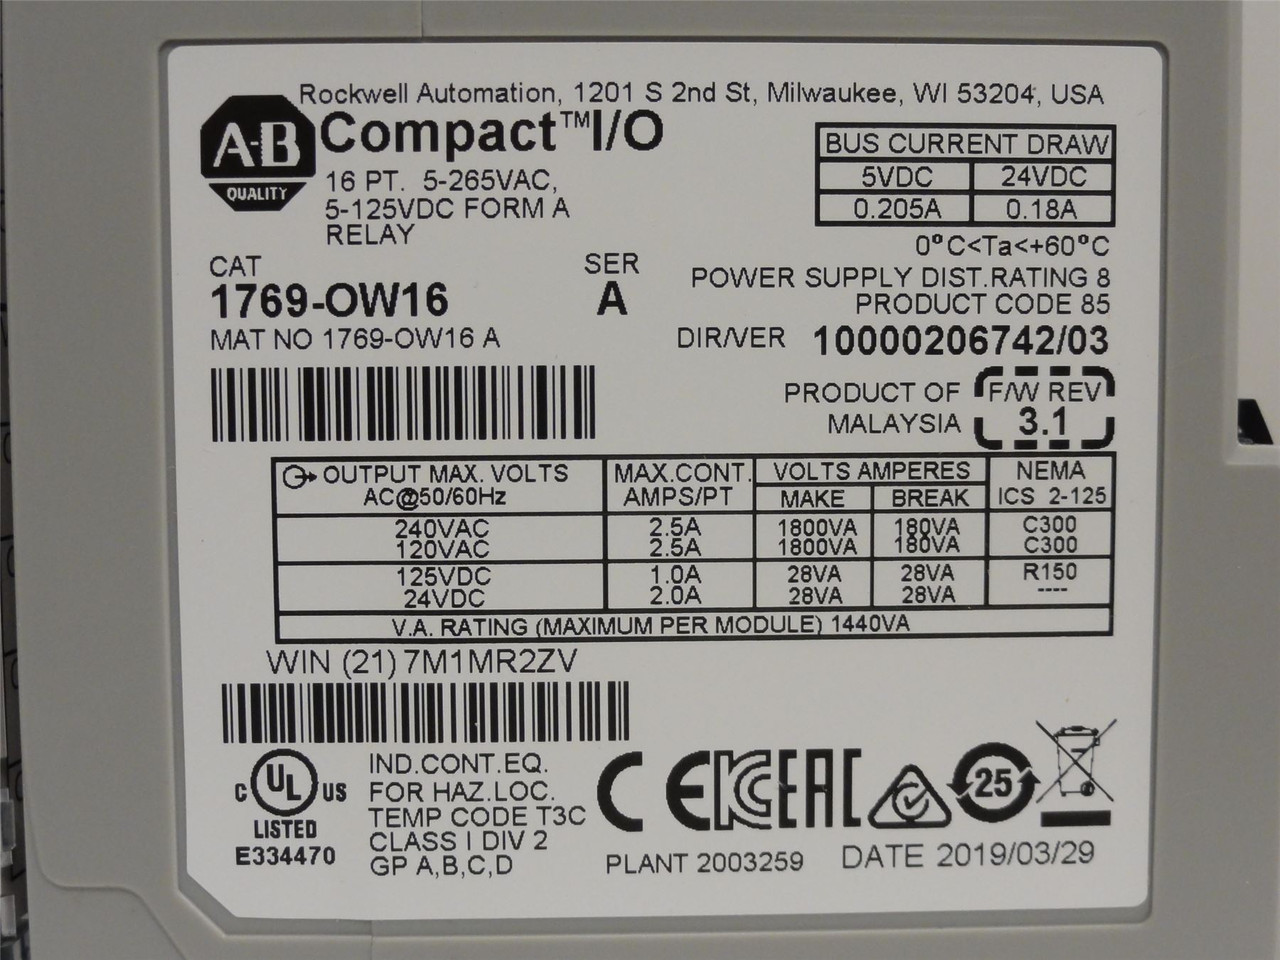 Rockwell Automation, 1201 S 2nd St, Milwaukee, WI 53204, USA
A-B
QUALITY
Compact™I/O
16 PT. 5-265VAC,
5-125VDC FORM A
RELAY
BUS CURRENT DRAW
5VDC 24VDC
0.205A 0.18A
0°C<Ta<+60°C
POWER SUPPLY DIST.RATING 8
PRODUCT CODE 85
CAT SER
1769-OW16 A
MAT NO 1769-OW16 A
DIR/VER 10000206742/03
PRODUCT OF
MALAYSIA
F/W REV
3.1
OUTPUT MAX. VOLTS
AC@50/60Hz
MAX.CONT.
AMPS/PT
VOLTS AMPERES
MAKE BREAK
NEMA
ICS 2-125
240VAC 2.5A 1800VA 180VA C300
120VAC 2.5A 1800VA 180VA C300
125VDC 1.0A 28VA 28VA R150
24VDC 2.0A 28VA 28VA ----
V.A. RATING (MAXIMUM PER MODULE) 1440VA
WIN (21) 7M1MR2ZV
C UL US
LISTED
E334470
IND.CONT.EQ.
FOR HAZ.LOC.
TEMP CODE T3C
CLASS I DIV 2
GP A,B,C,D
CE KC EAC 25
PLANT 2003259
DATE 2019/03/29